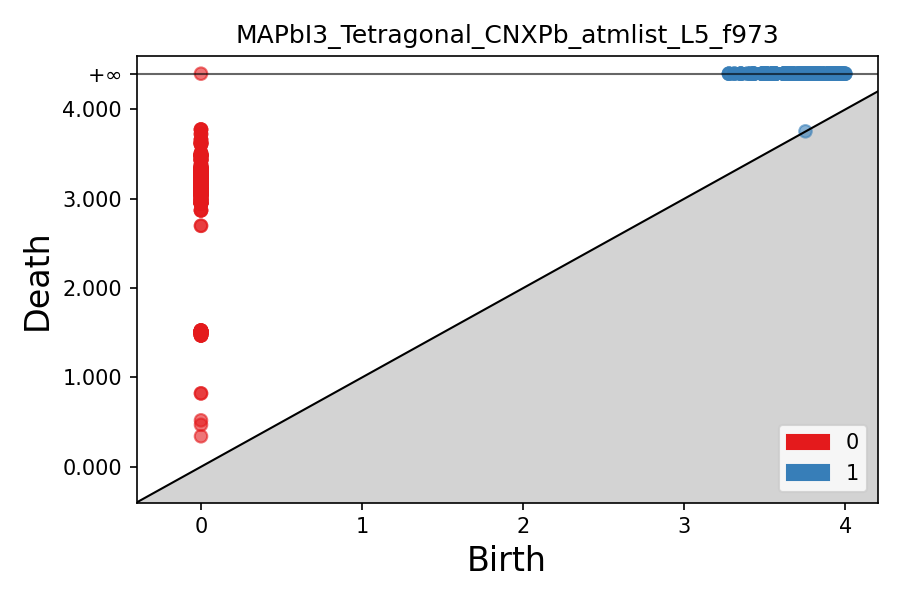 MAPbI3_Tetragonal_CNXPb_atmlist_L5_f973
+∞
4.000
3.000
2.000
1.000
0.000
Death
0
1
0 1 2 3 4
Birth